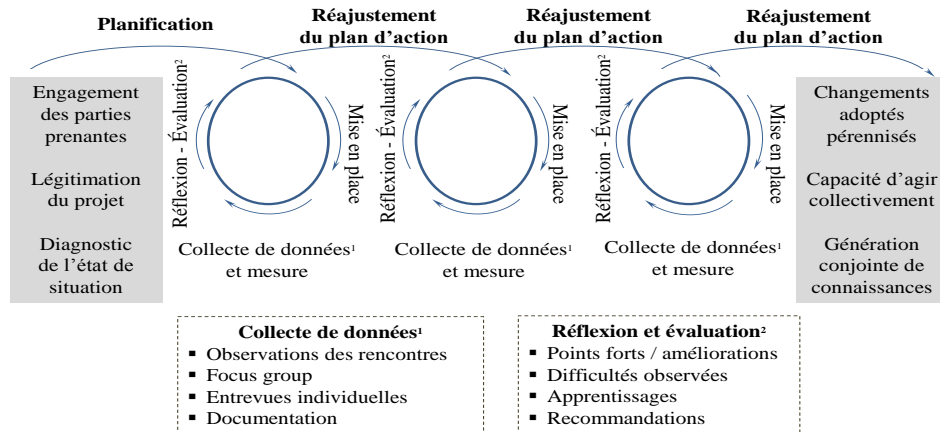 Planification
Réajustement
du plan d’action
Réajustement
du plan d’action
Réajustement
du plan d’action
Engagement
des parties
prenantes
Légitimation
du projet
Diagnostic
de l’état de
situation
Réflexion - Évaluation²
Mise en place
Collecte de données¹
et mesure
Réflexion - Évaluation²
Mise en place
Collecte de données¹
et mesure
Réflexion - Évaluation²
Mise en place
Collecte de données¹
et mesure
Changements
adoptés
pérennisés
Capacité d’agir
collectivement
Génération
conjointe de
connaissances
Collecte de données¹
▪ Observations des rencontres
▪ Focus group
▪ Entrevues individuelles
▪ Documentation
Réflexion et évaluation²
▪ Points forts / améliorations
▪ Difficultés observées
▪ Apprentissages
▪ Recommandations